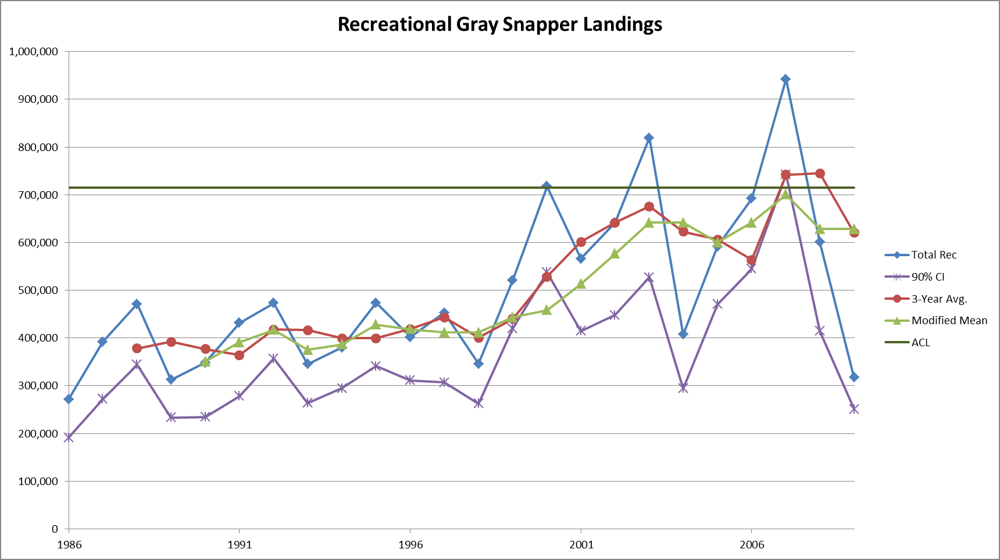 Recreational Gray Snapper Landings
1,000,000
900,000
800,000
700,000
600,000
500,000
400,000
300,000
200,000
100,000
0
1986 1991 1996 2001 2006
Total Rec
90% CI
3-Year Avg.
Modified Mean
ACL